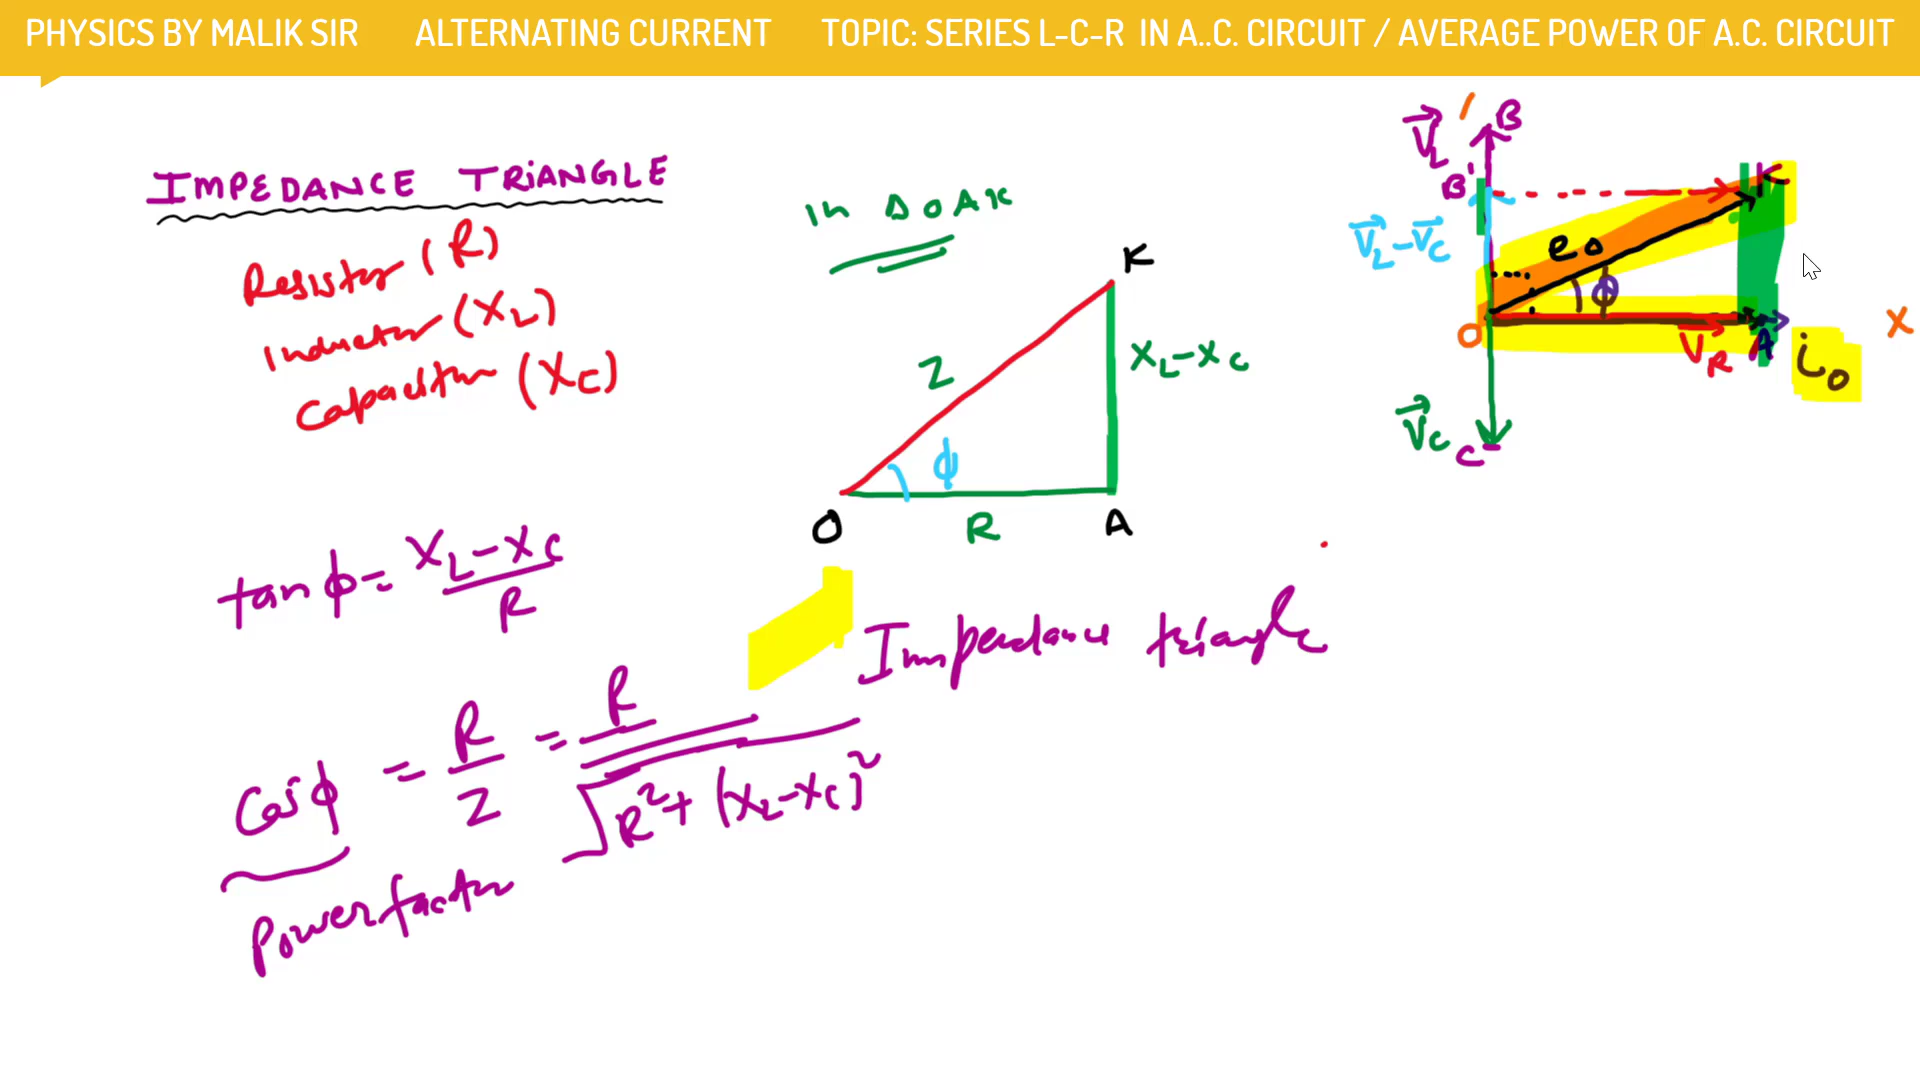 PHYSICS BY MALIK SIR ALTERNATING CURRENT TOPIC: SERIES L-C-R IN A..C. CIRCUIT / AVERAGE POWER OF A.C. CIRCUIT
IMPEDANCE TRIANGLE
Resistor (R)
Inductor (XL)
Capacitor (XC)
In ΔOAK
K
Z
XL-XC
ϕ
O
R
A
Impedance triangle
tanϕ = XL-XC / R
Cosϕ = R/Z = R / √R²+(XL-XC)²
Power factor
VL
B
B'
K
VL-VC
e0
ϕ
O
VR
A
i0
X
VC
C